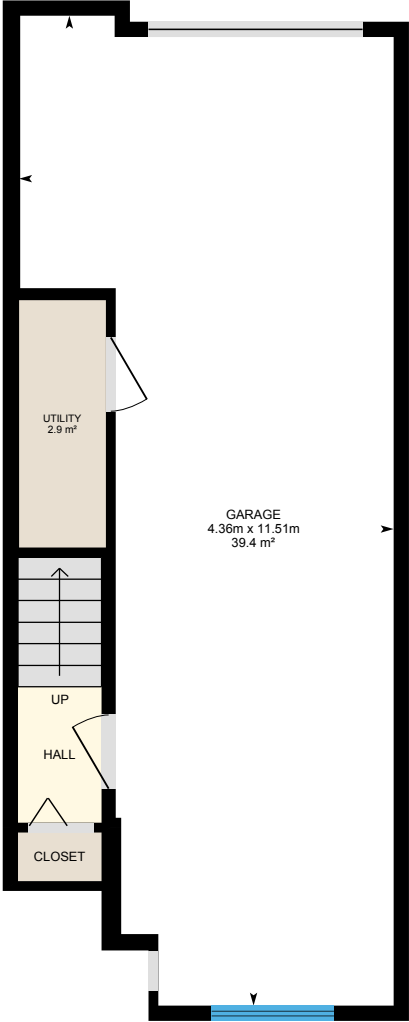 UTILITY
2.9 m²
GARAGE
4.36m x 11.51m
39.4 m²
UP
HALL
CLOSET